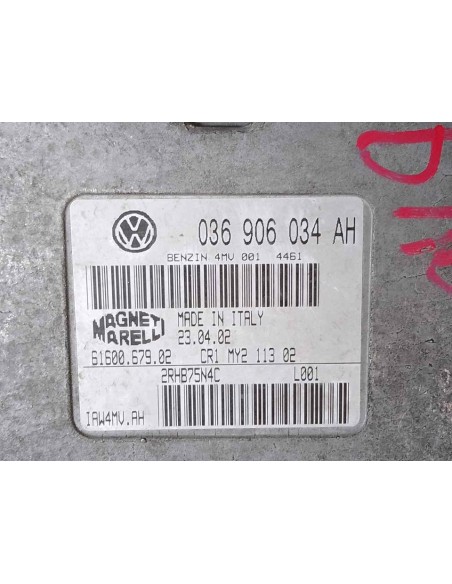 036 906 034 AH
BENZIN 4MV 001 4461
MAGNETI MARELLI
MADE IN ITALY
23.04.02
61600.679.02 CR1 MY2 113 02
2RHB75N4C L001
IAW4MV.AH